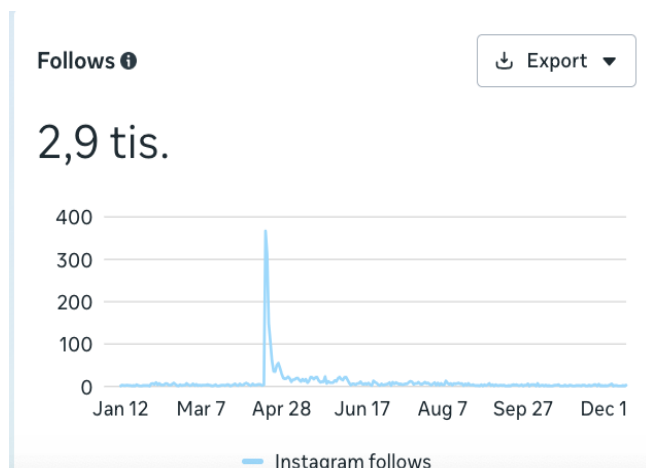 Follows
Export
2,9 tis.
400
300
200
100
0
Jan 12 Mar 7 Apr 28 Jun 17 Aug 7 Sep 27 Dec 1
Instagram follows